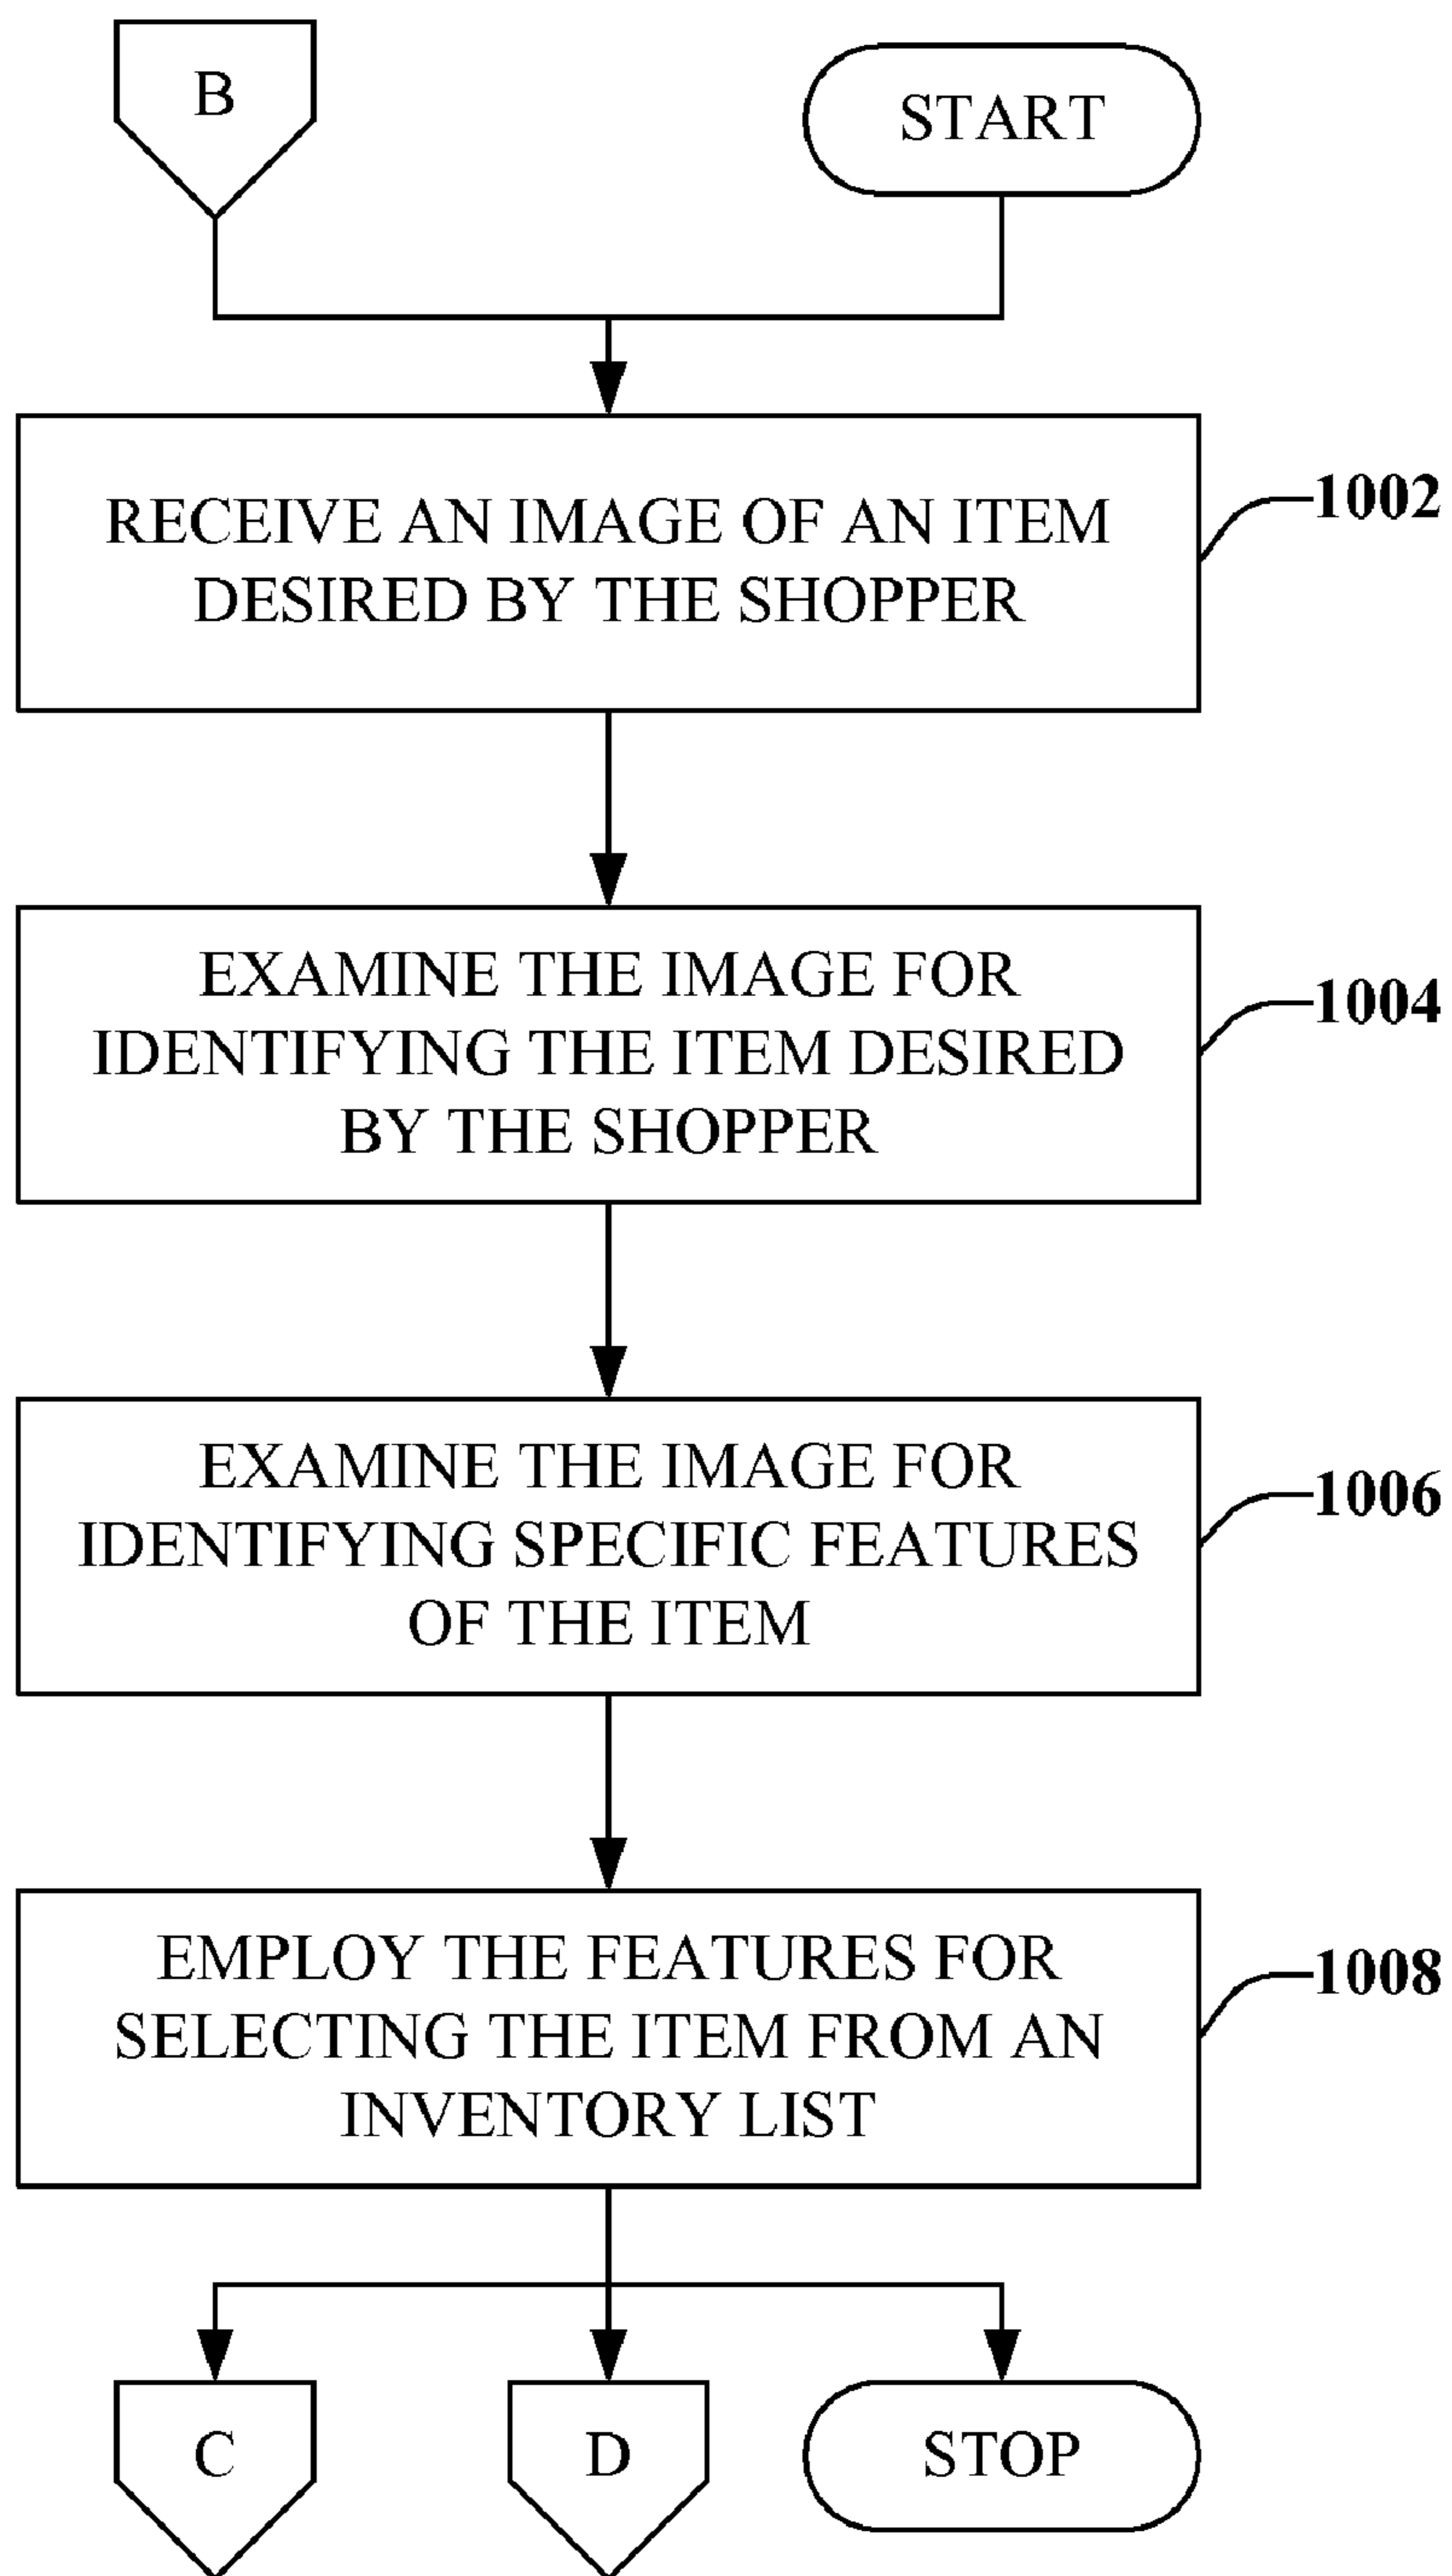 B
START
RECEIVE AN IMAGE OF AN ITEM
DESIRED BY THE SHOPPER
1002
EXAMINE THE IMAGE FOR
IDENTIFYING THE ITEM DESIRED
BY THE SHOPPER
1004
EXAMINE THE IMAGE FOR
IDENTIFYING SPECIFIC FEATURES
OF THE ITEM
1006
EMPLOY THE FEATURES FOR
SELECTING THE ITEM FROM AN
INVENTORY LIST
1008
C
D
STOP